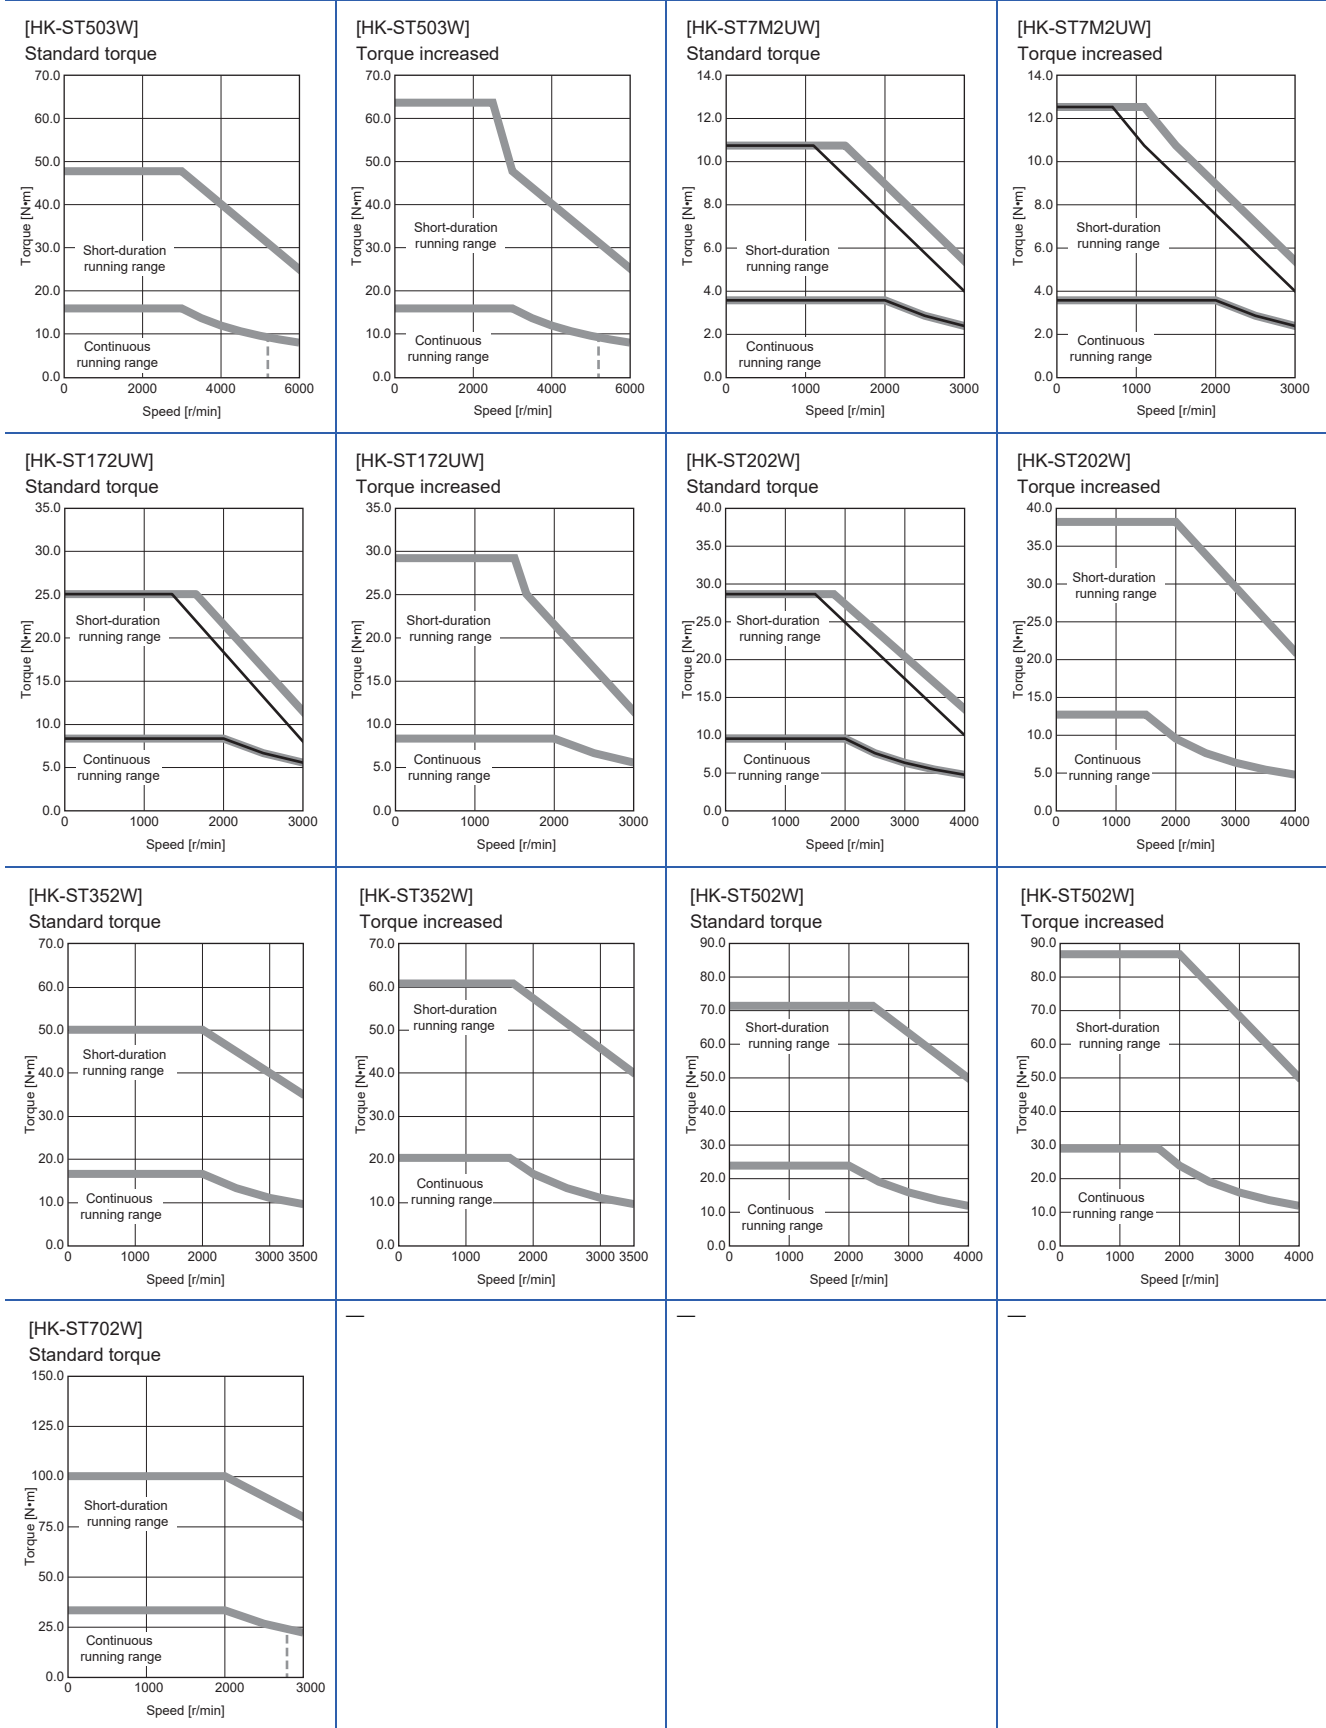 [HK-ST503W]
Standard torque
70.0
60.0
50.0
40.0
30.0
20.0
10.0
0.0
Torque [N•m]
Short-duration
running range
Continuous
running range
0 2000 4000 6000
Speed [r/min]
[HK-ST503W]
Torque increased
70.0
60.0
50.0
40.0
30.0
20.0
10.0
0.0
Torque [N•m]
Short-duration
running range
Continuous
running range
0 2000 4000 6000
Speed [r/min]
[HK-ST7M2UW]
Standard torque
14.0
12.0
10.0
8.0
6.0
4.0
2.0
0.0
Torque [N•m]
Short-duration
running range
Continuous
running range
0 1000 2000 3000
Speed [r/min]
[HK-ST7M2UW]
Torque increased
14.0
12.0
10.0
8.0
6.0
4.0
2.0
0.0
Torque [N•m]
Short-duration
running range
Continuous
running range
0 1000 2000 3000
Speed [r/min]
[HK-ST172UW]
Standard torque
35.0
30.0
25.0
20.0
15.0
10.0
5.0
0.0
Torque [N•m]
Short-duration
running range
Continuous
running range
0 1000 2000 3000
Speed [r/min]
[HK-ST172UW]
Torque increased
35.0
30.0
25.0
20.0
15.0
10.0
5.0
0.0
Torque [N•m]
Short-duration
running range
Continuous
running range
0 1000 2000 3000
Speed [r/min]
[HK-ST202W]
Standard torque
40.0
35.0
30.0
25.0
20.0
15.0
10.0
5.0
0.0
Torque [N•m]
Short-duration
running range
Continuous
running range
0 1000 2000 3000 4000
Speed [r/min]
[HK-ST202W]
Torque increased
40.0
35.0
30.0
25.0
20.0
15.0
10.0
5.0
0.0
Torque [N•m]
Short-duration
running range
Continuous
running range
0 1000 2000 3000 4000
Speed [r/min]
[HK-ST352W]
Standard torque
70.0
60.0
50.0
40.0
30.0
20.0
10.0
0.0
Torque [N•m]
Short-duration
running range
Continuous
running range
0 1000 2000 3000 3500
Speed [r/min]
[HK-ST352W]
Torque increased
70.0
60.0
50.0
40.0
30.0
20.0
10.0
0.0
Torque [N•m]
Short-duration
running range
Continuous
running range
0 1000 2000 3000 3500
Speed [r/min]
[HK-ST502W]
Standard torque
90.0
80.0
70.0
60.0
50.0
40.0
30.0
20.0
10.0
0.0
Torque [N•m]
Short-duration
running range
Continuous
running range
0 1000 2000 3000 4000
Speed [r/min]
[HK-ST502W]
Torque increased
90.0
80.0
70.0
60.0
50.0
40.0
30.0
20.0
10.0
0.0
Torque [N•m]
Short-duration
running range
Continuous
running range
0 1000 2000 3000 4000
Speed [r/min]
[HK-ST702W]
Standard torque
150.0
125.0
100.0
75.0
50.0
25.0
0.0
Torque [N•m]
Short-duration
running range
Continuous
running range
0 1000 2000 3000
Speed [r/min]
—
—
—